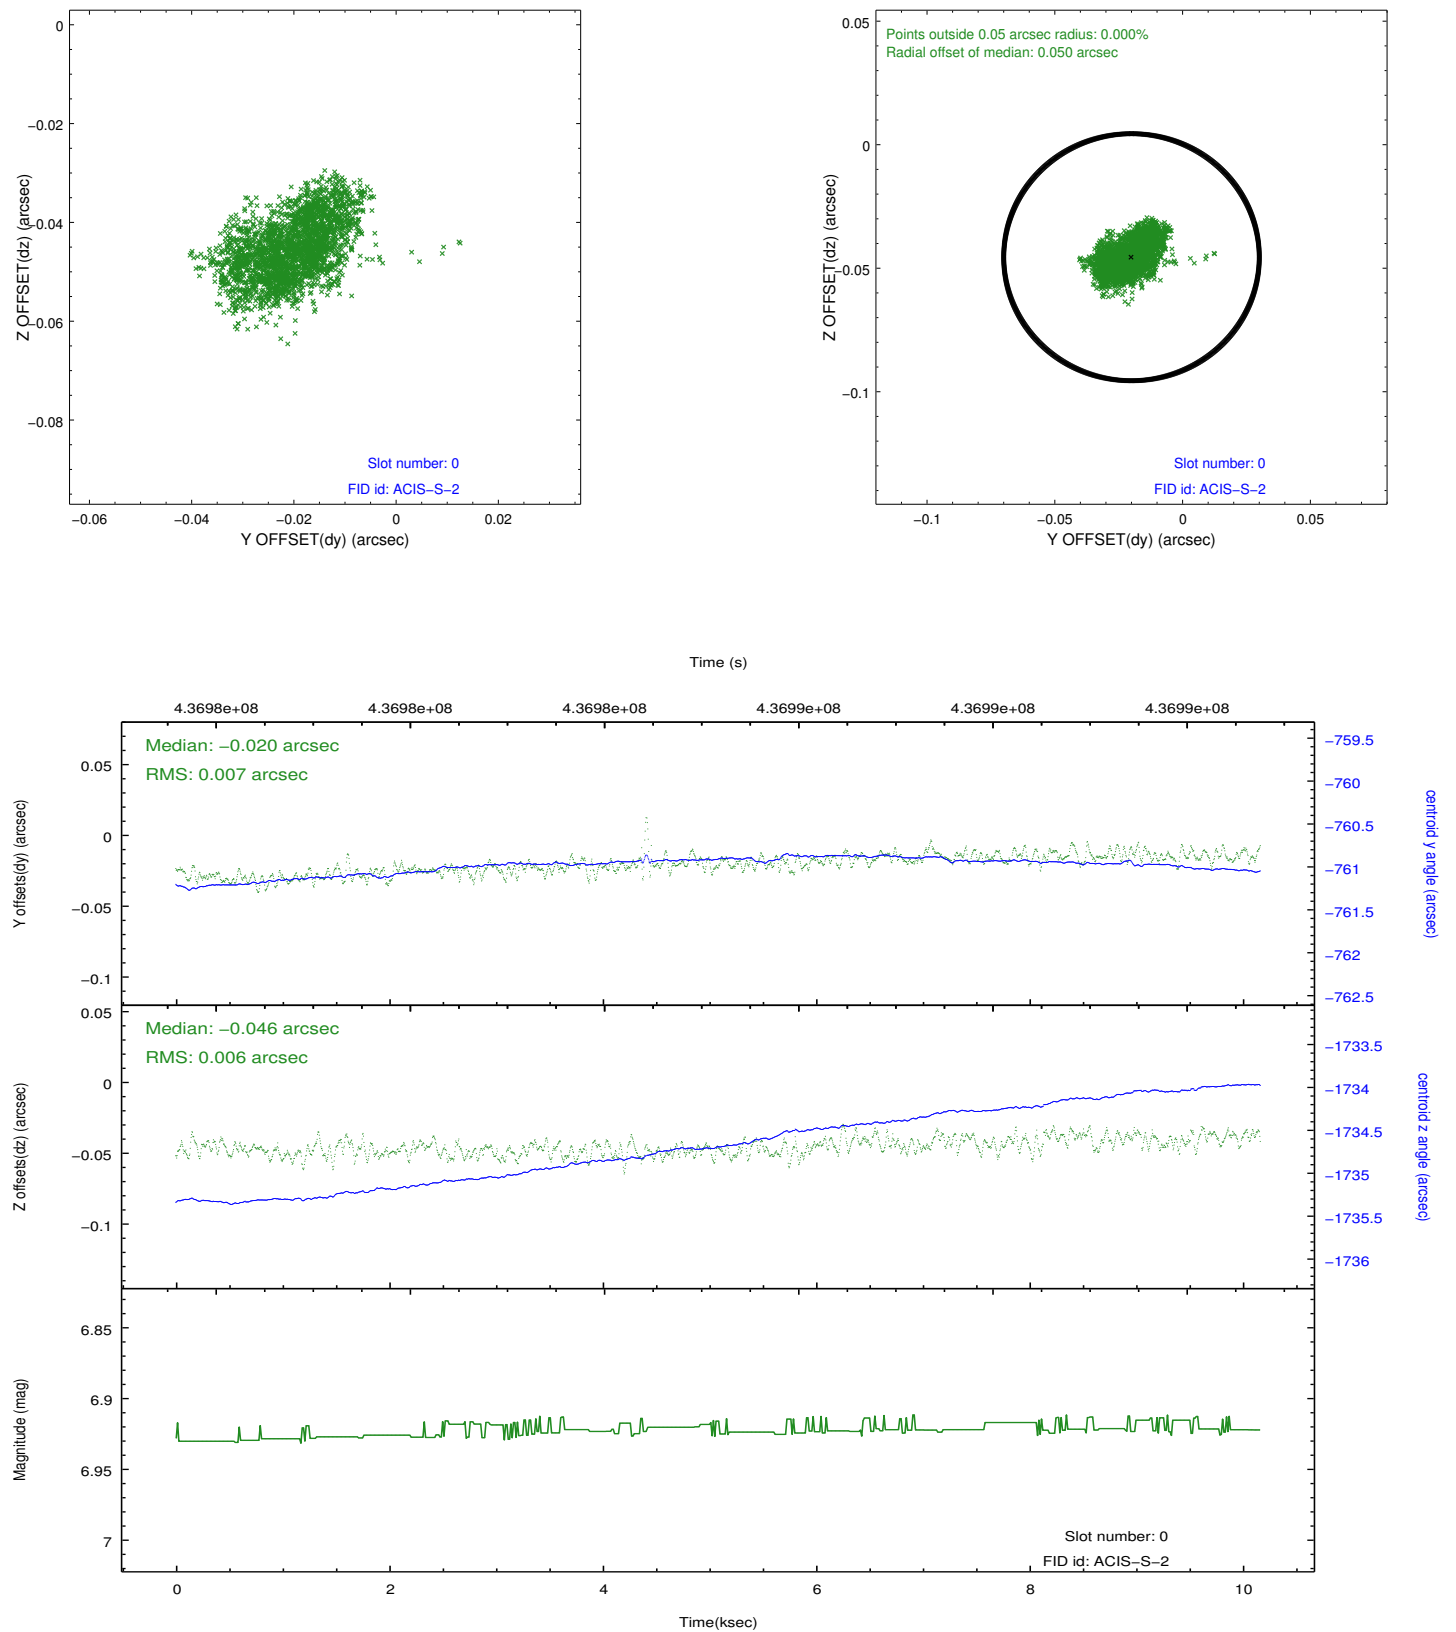 0
−0.02
−0.04
−0.06
−0.08
Z OFFSET(dz) (arcsec)
Slot number: 0
FID id: ACIS−S−2
−0.06
−0.04
−0.02
0
0.02
Y OFFSET(dy) (arcsec)
Points outside 0.05 arcsec radius: 0.000%
Radial offset of median: 0.050 arcsec
0.05
0
−0.05
−0.1
Z OFFSET(dz) (arcsec)
Slot number: 0
FID id: ACIS−S−2
−0.1
−0.05
0
0.05
Y OFFSET(dy) (arcsec)
Time (s)
4.3698e+08
4.3698e+08
4.3698e+08
4.3699e+08
4.3699e+08
4.3699e+08
Median: −0.020 arcsec
RMS: 0.007 arcsec
0.05
0
−0.05
−0.1
Y offsets(dy) (arcsec)
−759.5
−760
−760.5
−761
−761.5
−762
−762.5
centroid y angle (arcsec)
Median: −0.046 arcsec
RMS: 0.006 arcsec
0.05
0
−0.05
−0.1
Z offsets(dz) (arcsec)
−1733.5
−1734
−1734.5
−1735
−1735.5
−1736
centroid z angle (arcsec)
6.85
6.9
6.95
7
Magnitude (mag)
Slot number: 0
FID id: ACIS−S−2
0
2
4
6
8
10
Time(ksec)